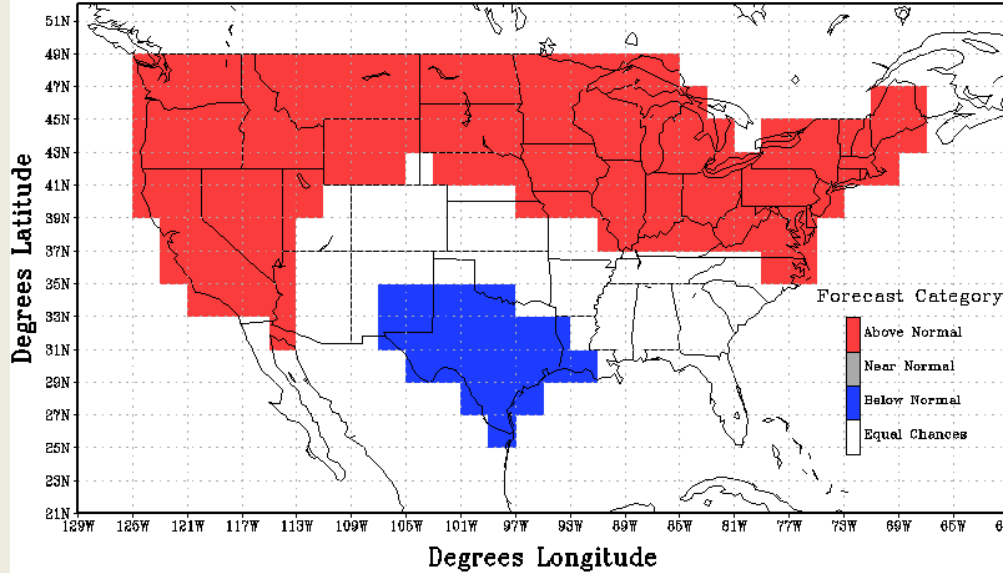 51N
49N
47N
45N
43N
41N
39N
37N
35N
33N
31N
29N
27N
25N
23N
21N
Degrees Latitude
Forecast Category
Above Normal
Near Normal
Below Normal
Equal Chances
129W 125W 121W 117W 113W 109W 105W 101W 97W 93W 89W 85W 81W 77W 73W 69W
Degrees Longitude